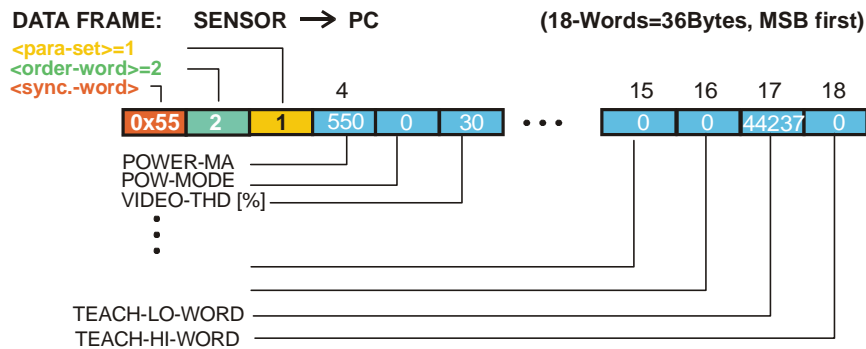 DATA FRAME: SENSOR → PC (18-Words=36Bytes, MSB first)
<para-set>=1
<order-word>=2
<sync.-word>
4 15 16 17 18
0x55 2 1 550 0 30 • • • 0 0 44237 0
POWER-MA
POW-MODE
VIDEO-THD [%]
TEACH-LO-WORD
TEACH-HI-WORD